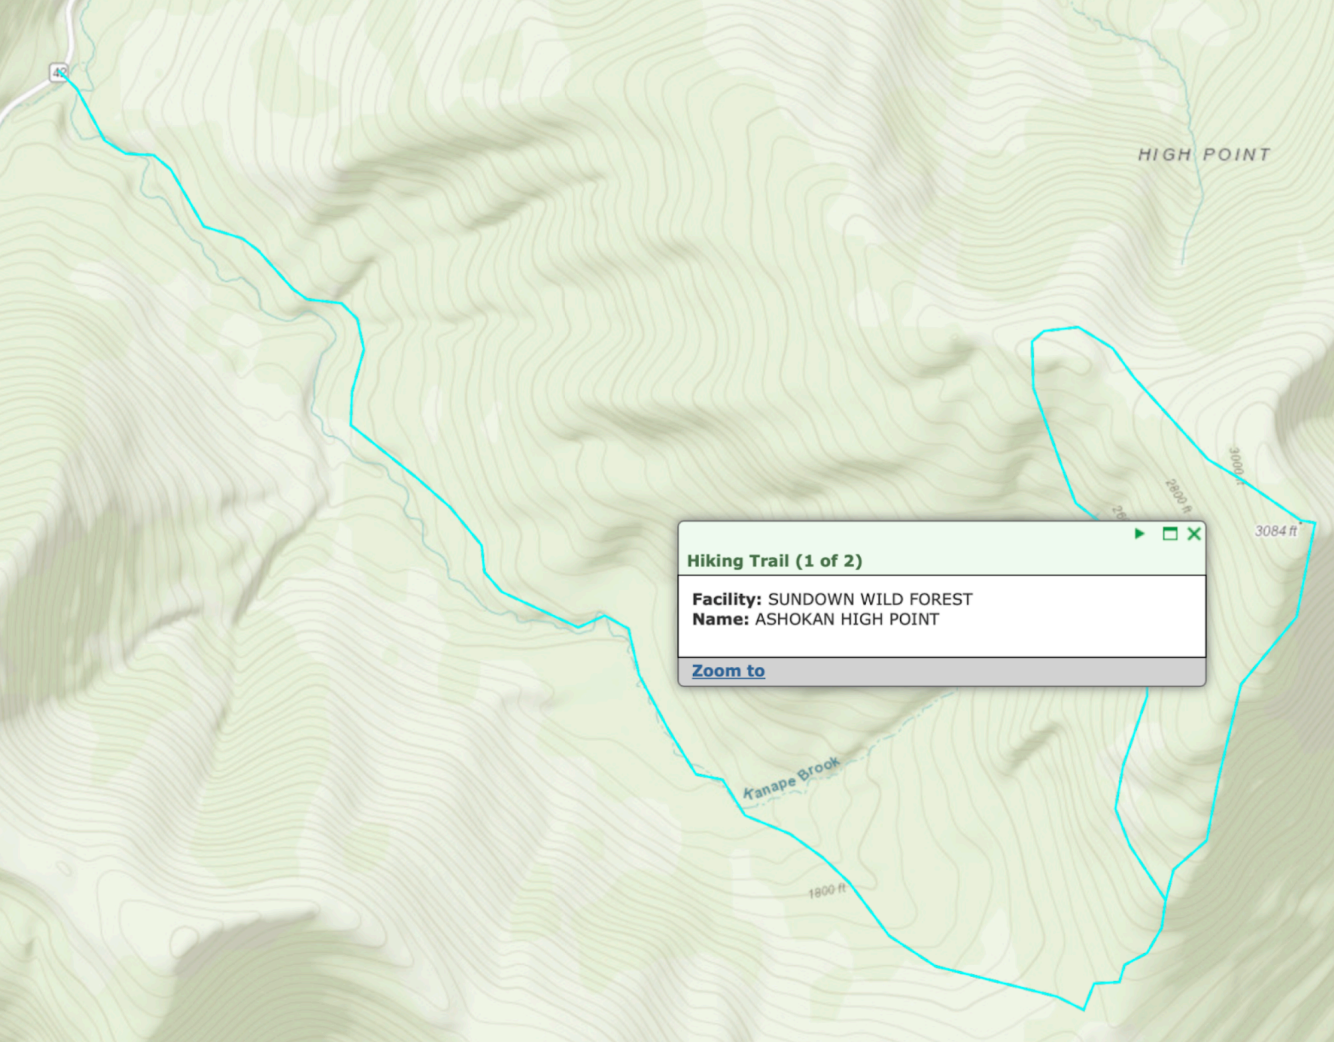 42
HIGH POINT
3000 ft
2800 ft
3084 ft
Hiking Trail (1 of 2)
Facility: SUNDOWN WILD FOREST
Name: ASHOKAN HIGH POINT
Zoom to
Kanape Brook
1800 ft